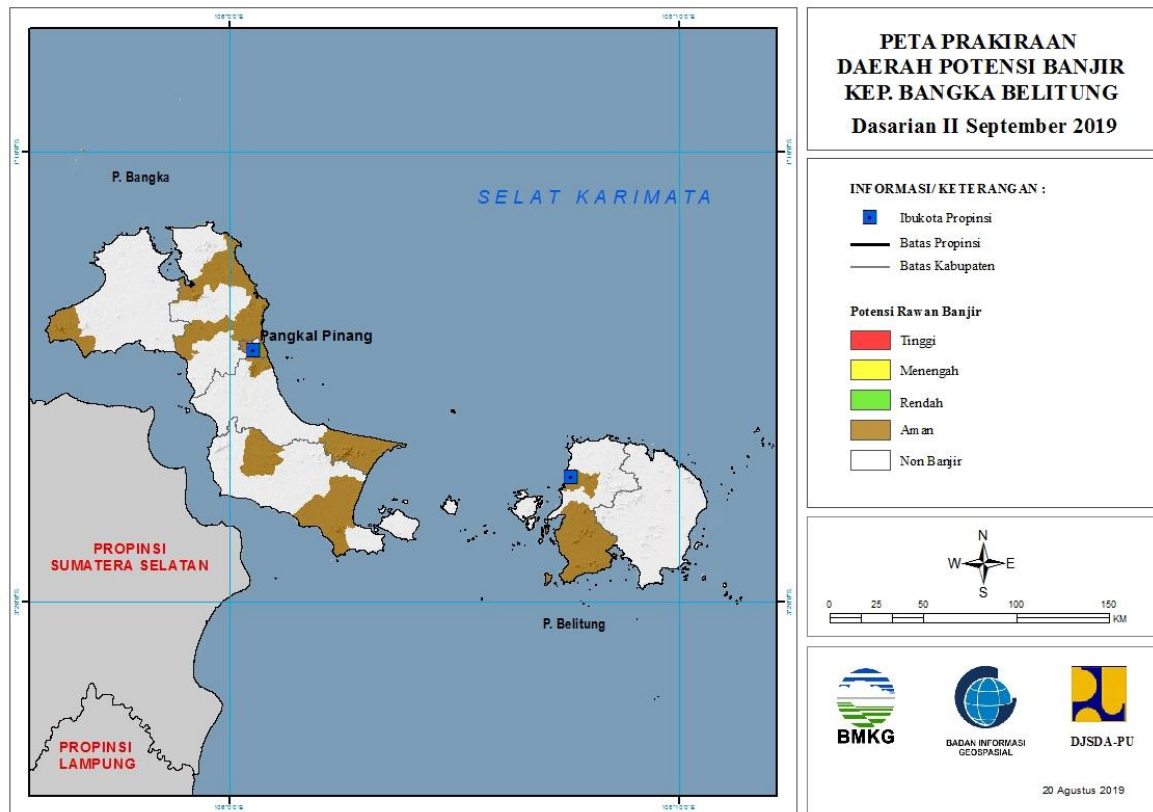 PETA PRAKIRAAN
DAERAH POTENSI BANJIR
KEP. BANGKA BELITUNG
Dasarian II September 2019
P. Bangka
SELAT KARIMATA
Pangkal Pinang
PROPINSI
SUMATERA SELATAN
P. Belitung
PROPINSI
LAMPUNG
INFORMASI/ KETERANGAN :
Ibukota Propinsi
Batas Propinsi
Batas Kabupaten
Potensi Rawan Banjir
Tinggi
Menengah
Rendah
Aman
Non Banjir
N
W E
S
0 25 50 100 150
KM
BMKG
BADAN INFORMASI
GEOSPASIAL
DJSDA-PU
20 Agustus 2019